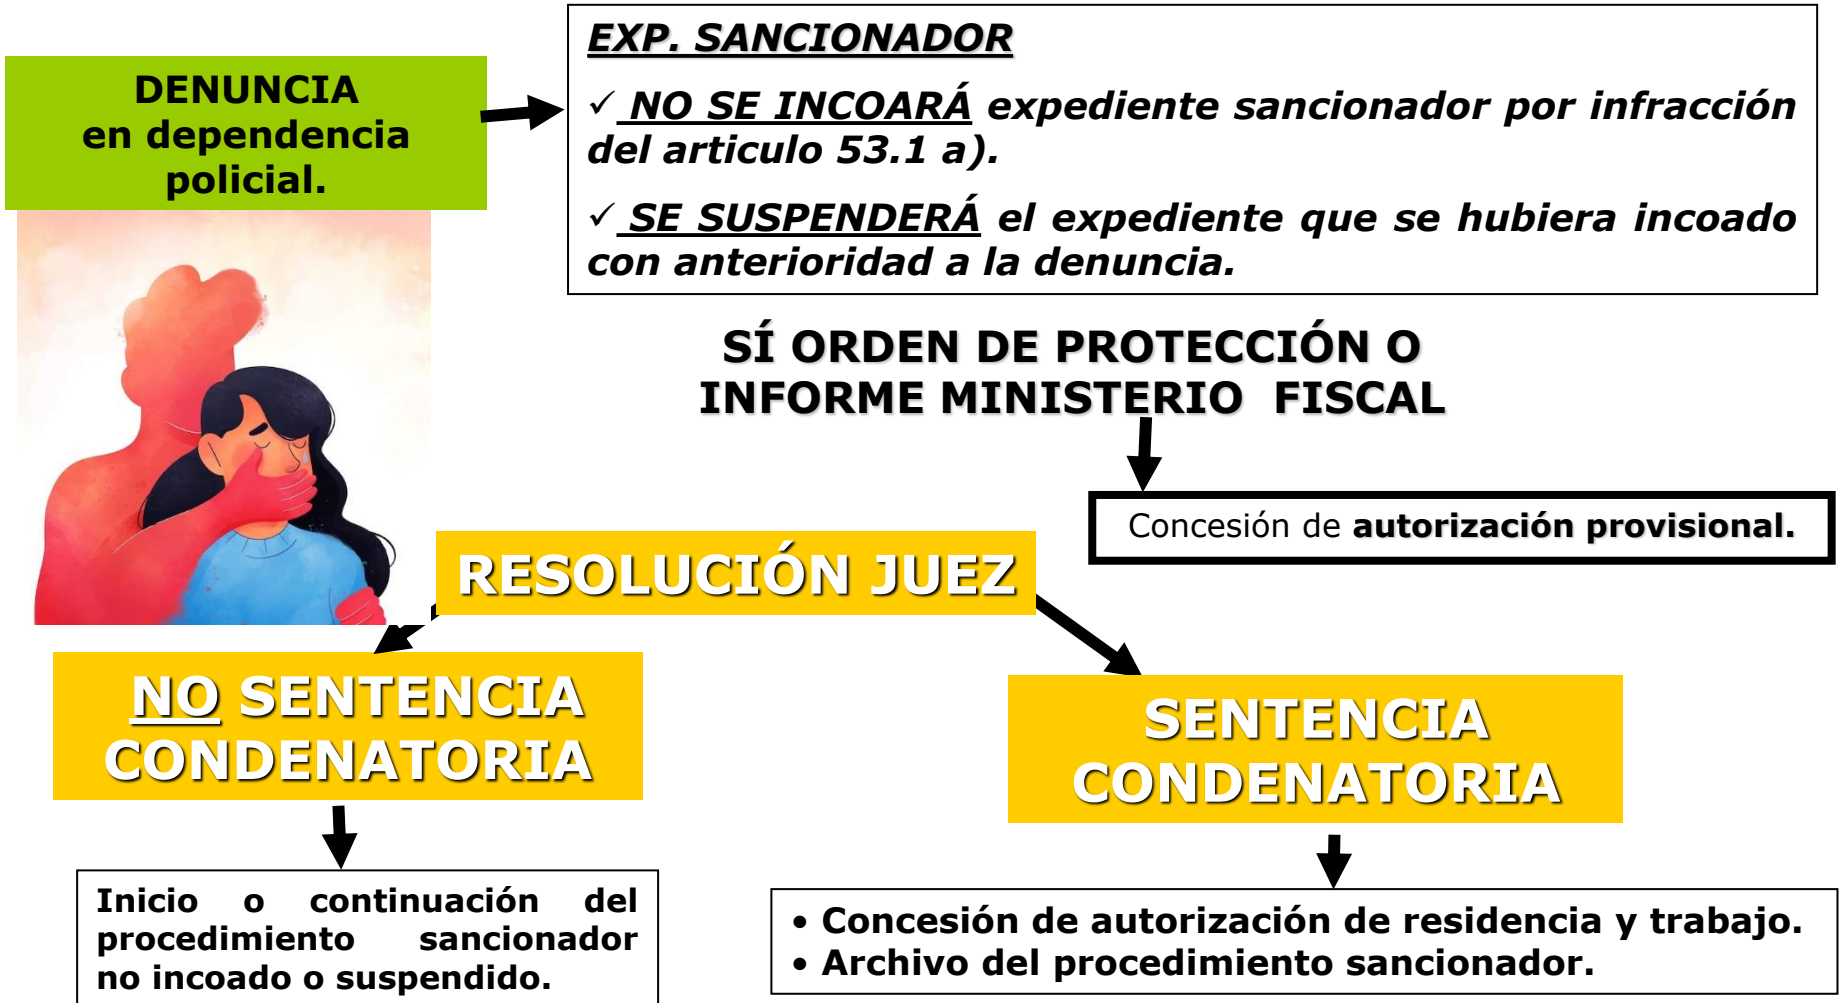 DENUNCIA
en dependencia
policial.
EXP. SANCIONADOR
✓ NO SE INCOARÁ expediente sancionador por infracción
del articulo 53.1 a).
✓ SE SUSPENDERÁ el expediente que se hubiera incoado
con anterioridad a la denuncia.
SÍ ORDEN DE PROTECCIÓN O
INFORME MINISTERIO FISCAL
Concesión de autorización provisional.
RESOLUCIÓN JUEZ
NO SENTENCIA
CONDENATORIA
SENTENCIA
CONDENATORIA
Inicio o continuación del
procedimiento sancionador
no incoado o suspendido.
• Concesión de autorización de residencia y trabajo.
• Archivo del procedimiento sancionador.